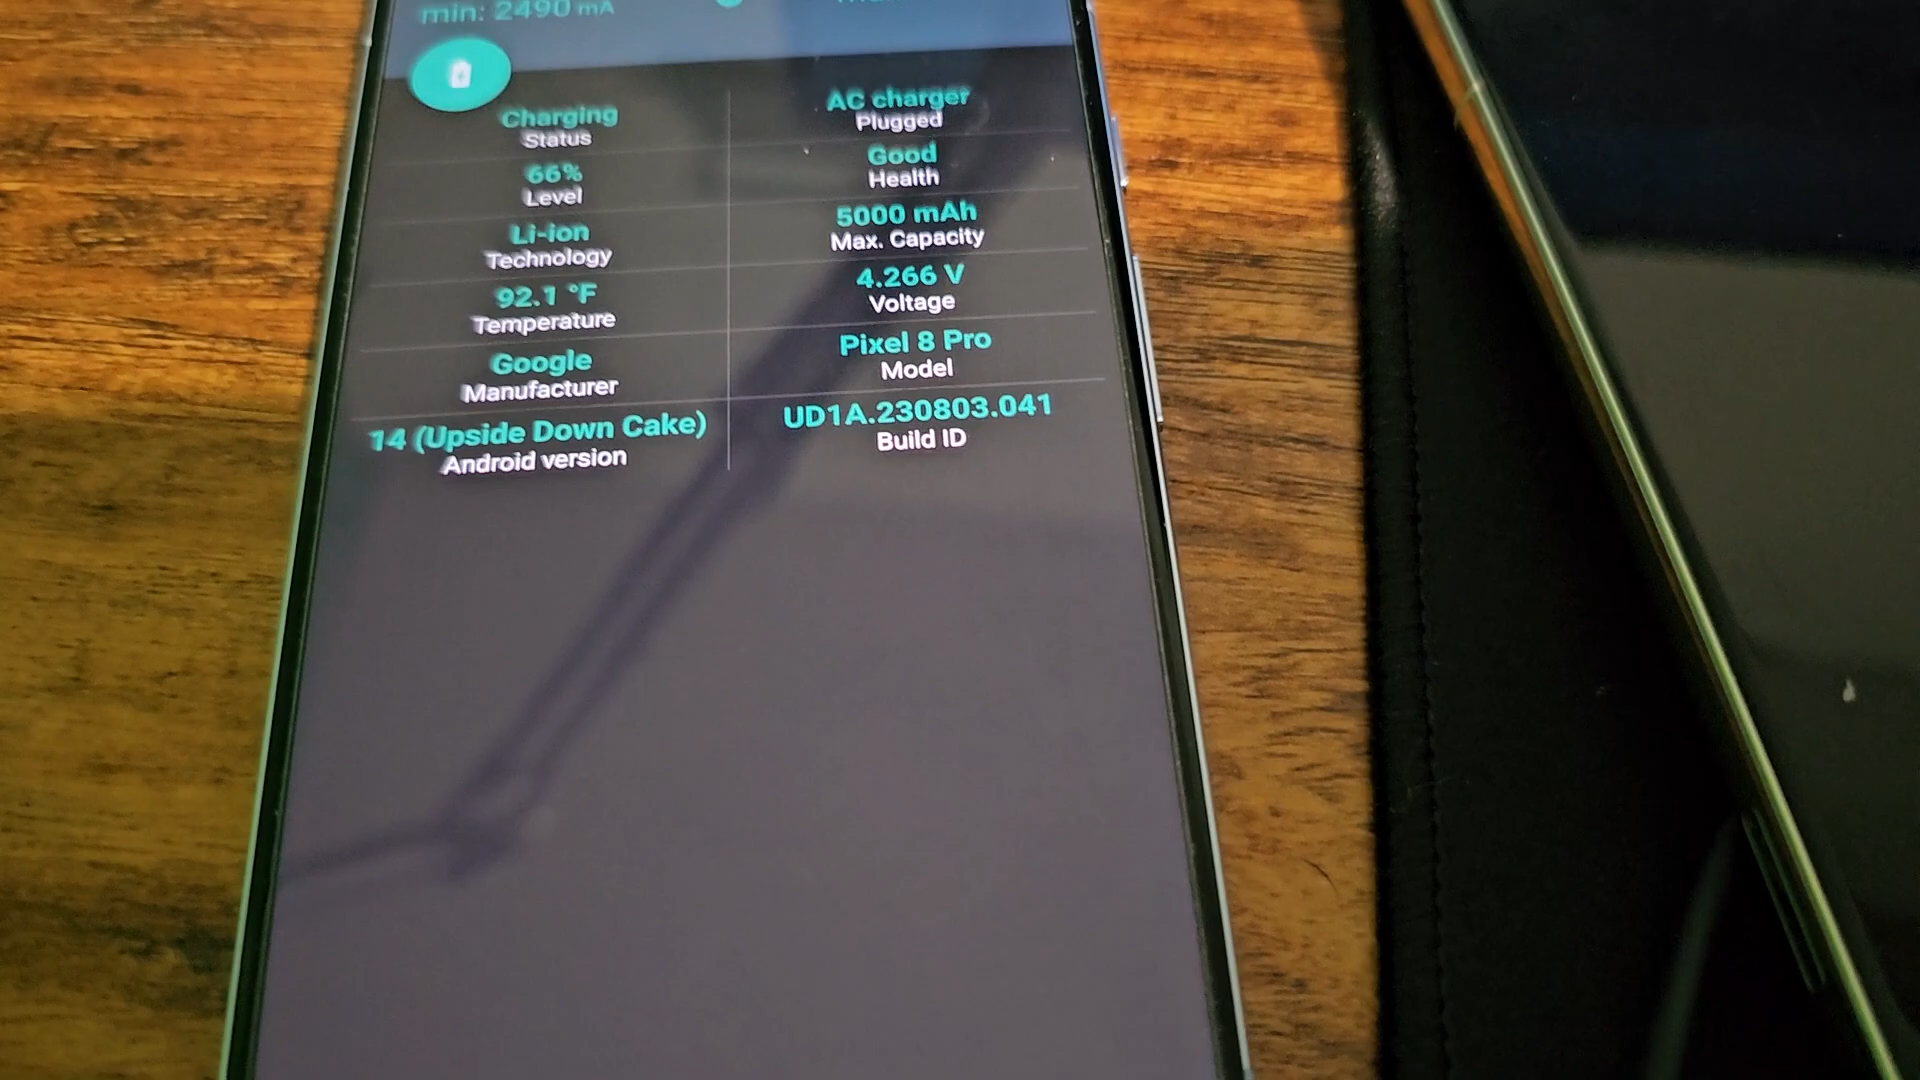 min: 2490 mA
Charging
Status
AC charger
Plugged
66%
Level
Good
Health
Li-ion
Technology
5000 mAh
Max. Capacity
92.1 °F
Temperature
4.266 V
Voltage
Google
Manufacturer
Pixel 8 Pro
Model
14 (Upside Down Cake)
Android version
UD1A.230803.041
Build ID